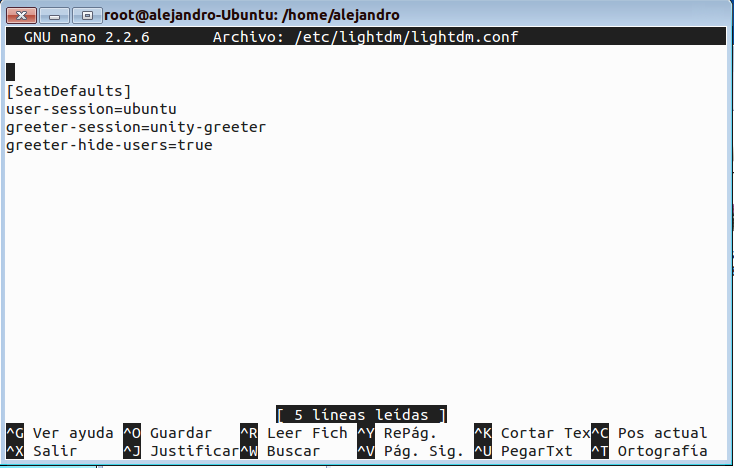 root@alejandro-Ubuntu: /home/alejandro
GNU nano 2.2.6 Archivo: /etc/lightdm/lightdm.conf
[SeatDefaults]
user-session=ubuntu
greeter-session=unity-greeter
greeter-hide-users=true
[ 5 líneas leídas ]
^G Ver ayuda ^O Guardar ^R Leer Fich ^Y RePág. ^K Cortar Tex ^C Pos actual
^X Salir ^J Justificar ^W Buscar ^V Pág. Sig. ^U PegarTxt ^T Ortografía